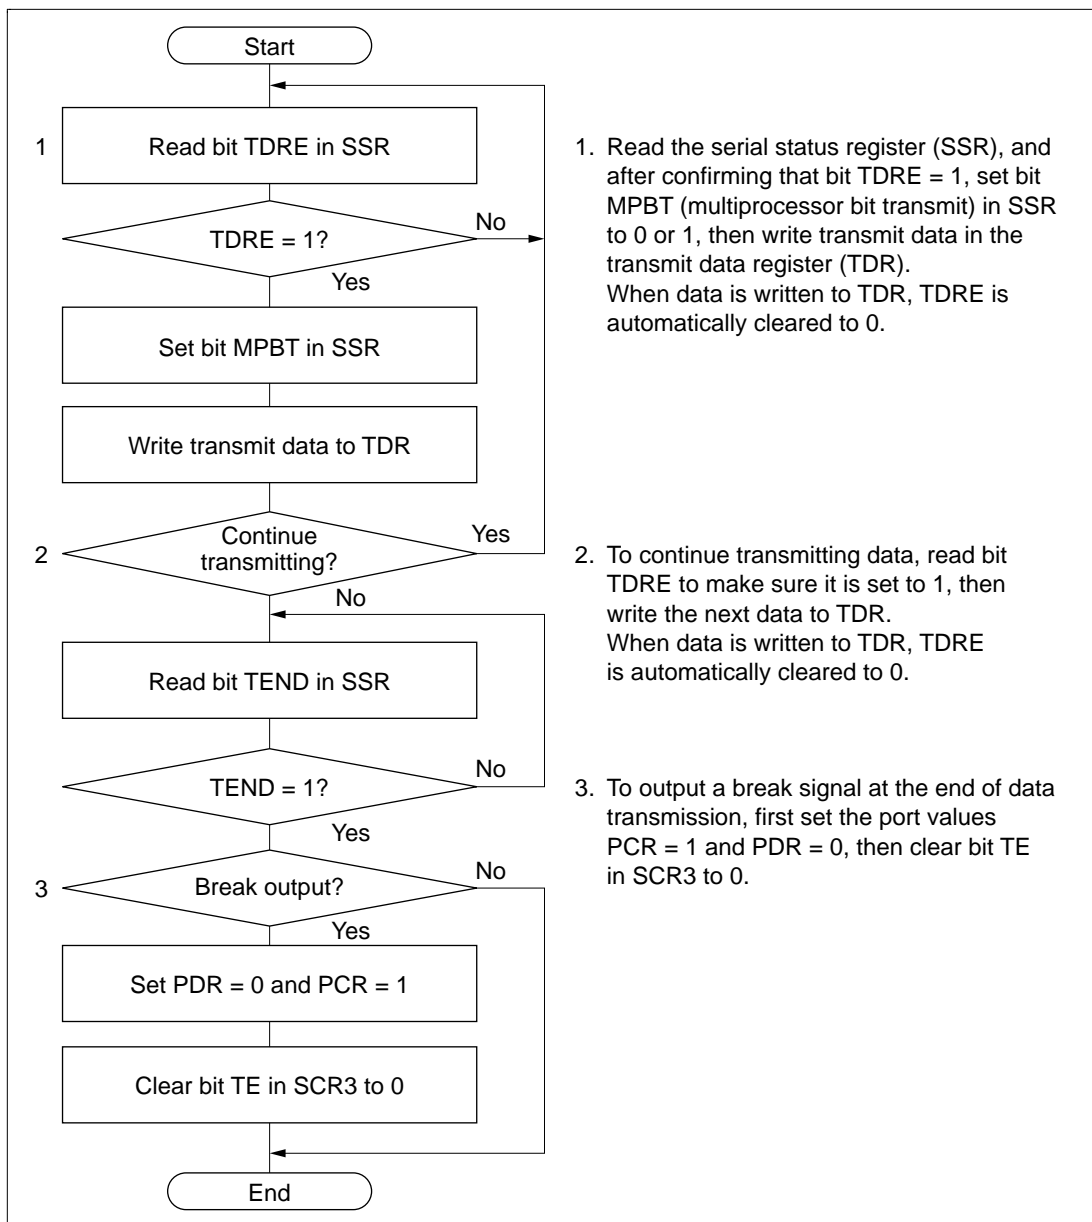 Start
1
Read bit TDRE in SSR
TDRE = 1?
No
Yes
Set bit MPBT in SSR
Write transmit data to TDR
2
Continue
transmitting?
Yes
No
Read bit TEND in SSR
TEND = 1?
No
Yes
3
Break output?
No
Yes
Set PDR = 0 and PCR = 1
Clear bit TE in SCR3 to 0
End
1. Read the serial status register (SSR), and
after confirming that bit TDRE = 1, set bit
MPBT (multiprocessor bit transmit) in SSR
to 0 or 1, then write transmit data in the
transmit data register (TDR).
When data is written to TDR, TDRE is
automatically cleared to 0.
2. To continue transmitting data, read bit
TDRE to make sure it is set to 1, then
write the next data to TDR.
When data is written to TDR, TDRE
is automatically cleared to 0.
3. To output a break signal at the end of data
transmission, first set the port values
PCR = 1 and PDR = 0, then clear bit TE
in SCR3 to 0.